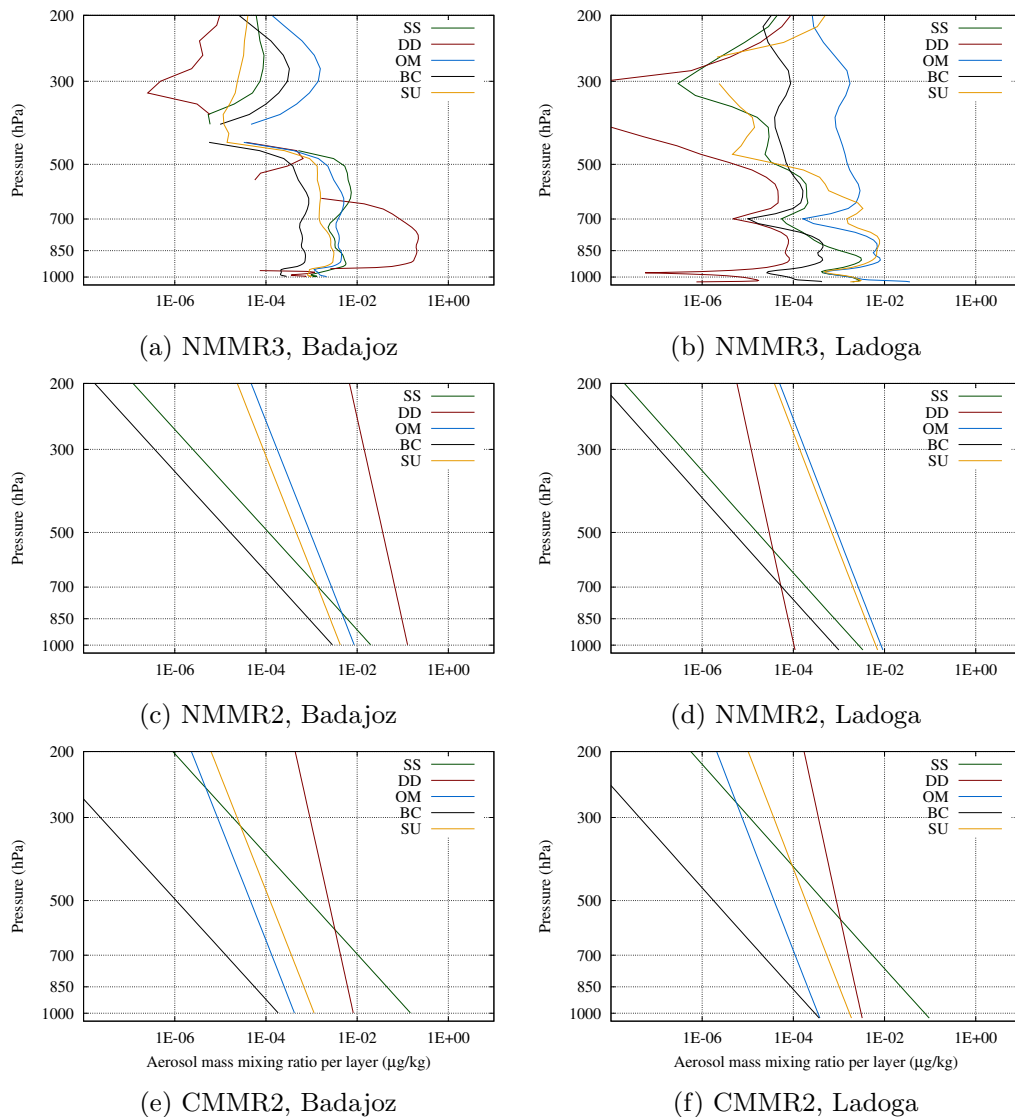 200
300
500
700
850
1000
Pressure (hPa)
1E-06 1E-04 1E-02 1E+00
SS
DD
OM
BC
SU
(a) NMMR3, Badajoz
200
300
500
700
850
1000
Pressure (hPa)
1E-06 1E-04 1E-02 1E+00
SS
DD
OM
BC
SU
(b) NMMR3, Ladoga
200
300
500
700
850
1000
Pressure (hPa)
1E-06 1E-04 1E-02 1E+00
SS
DD
OM
BC
SU
(c) NMMR2, Badajoz
200
300
500
700
850
1000
Pressure (hPa)
1E-06 1E-04 1E-02 1E+00
SS
DD
OM
BC
SU
(d) NMMR2, Ladoga
200
300
500
700
850
1000
Pressure (hPa)
1E-06 1E-04 1E-02 1E+00
Aerosol mass mixing ratio per layer (µg/kg)
SS
DD
OM
BC
SU
(e) CMMR2, Badajoz
200
300
500
700
850
1000
Pressure (hPa)
1E-06 1E-04 1E-02 1E+00
Aerosol mass mixing ratio per layer (µg/kg)
SS
DD
OM
BC
SU
(f) CMMR2, Ladoga